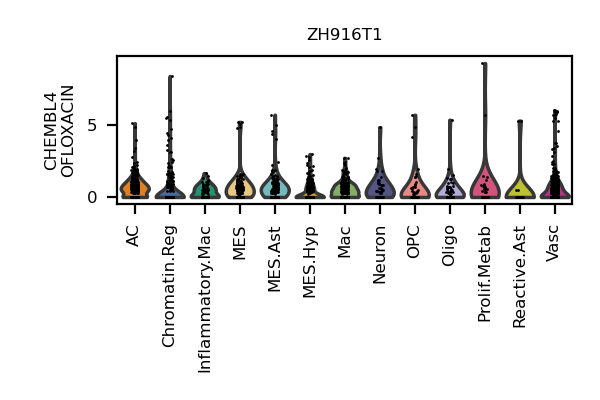 ZH916T1
CHEMBL4
OFLOXACIN
5
0
AC
Chromatin.Reg
Inflammatory.Mac
MES
MES.Ast
MES.Hyp
Mac
Neuron
OPC
Oligo
Prolif.Metab
Reactive.Ast
Vasc